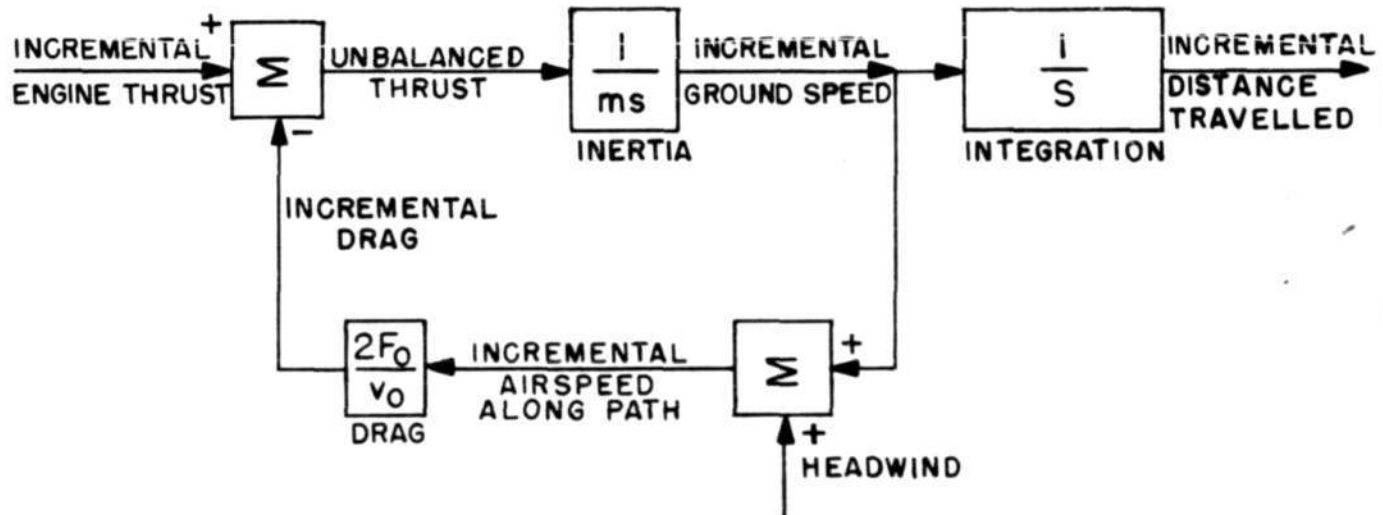 +
INCREMENTAL
ENGINE THRUST
Σ
UNBALANCED
THRUST
1
ms
INERTIA
INCREMENTAL
GROUND SPEED
i
S
INTEGRATION
INCREMENTAL
DISTANCE
TRAVELLED
−
INCREMENTAL
DRAG
2F₀
v₀
DRAG
INCREMENTAL
AIRSPEED
ALONG PATH
Σ
+
+
HEADWIND